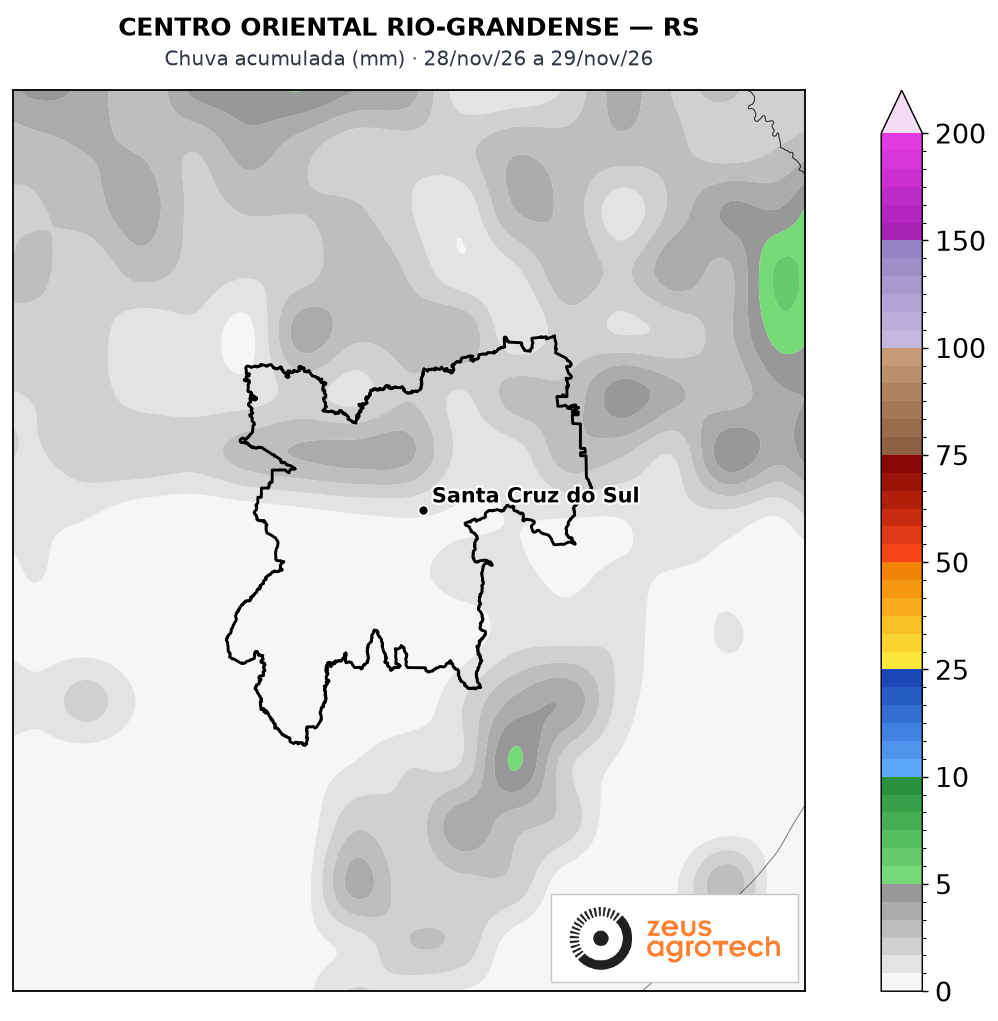 CENTRO ORIENTAL RIO-GRANDENSE — RS
Chuva acumulada (mm) · 28/nov/26 a 29/nov/26
200
150
100
75
50
25
10
5
0
Santa Cruz do Sul
zeus
agrotech